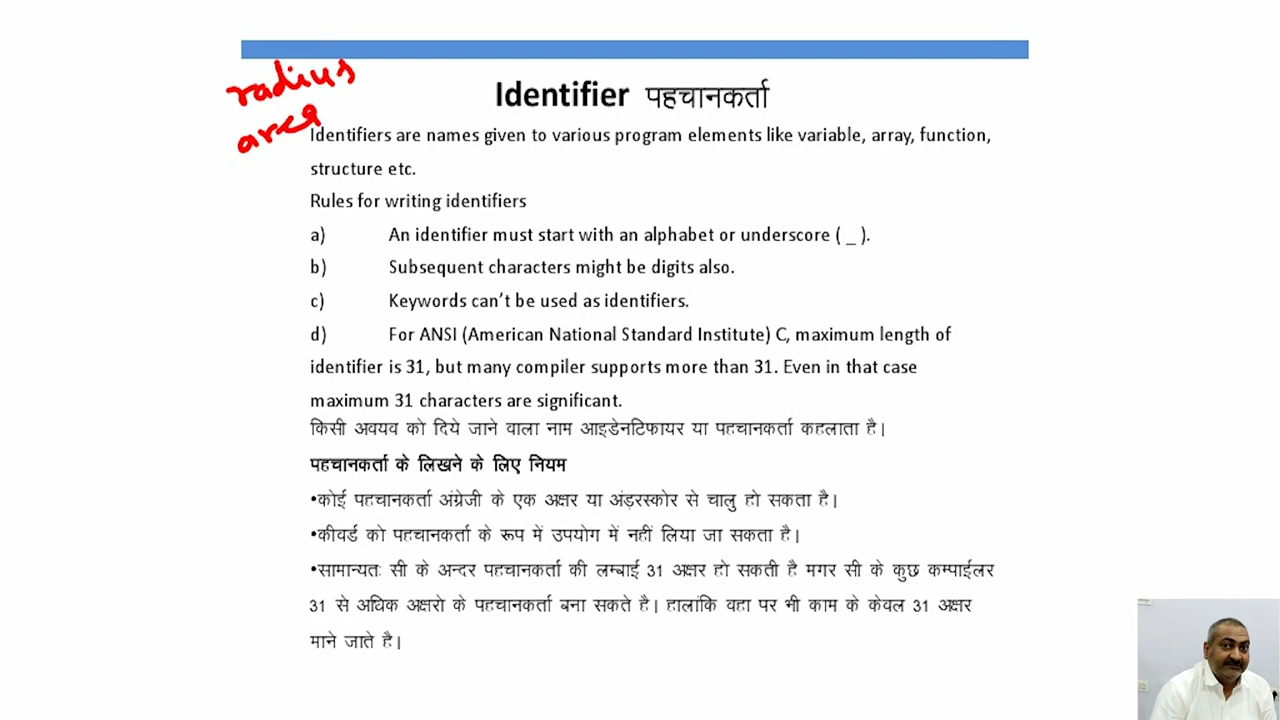 radius
area
Identifier पहचानकर्ता
Identifiers are names given to various program elements like variable, array, function,
structure etc.
Rules for writing identifiers
a) An identifier must start with an alphabet or underscore ( _ ).
b) Subsequent characters might be digits also.
c) Keywords can't be used as identifiers.
d) For ANSI (American National Standard Institute) C, maximum length of
identifier is 31, but many compiler supports more than 31. Even in that case
maximum 31 characters are significant.
किसी अवयव को दिये जाने वाला नाम आइडेनटिफायर या पहचानकर्ता कहलाता है।
पहचानकर्ता के लिखने के लिए नियम
•कोई पहचानकर्ता अंग्रेजी के एक अक्षर या अंड़रस्कोर से चालु हो सकता है।
•कीवर्ड को पहचानकर्ता के रूप में उपयोग में नहीं लिया जा सकता है।
•सामान्यतः सी के अन्दर पहचानकर्ता की लम्बाई 31 अक्षर हो सकती है मगर सी के कुछ कम्पाईलर
31 से अधिक अक्षरो के पहचानकर्ता बना सकते है। हालांकि वहा पर भी काम के केवल 31 अक्षर
माने जाते है।